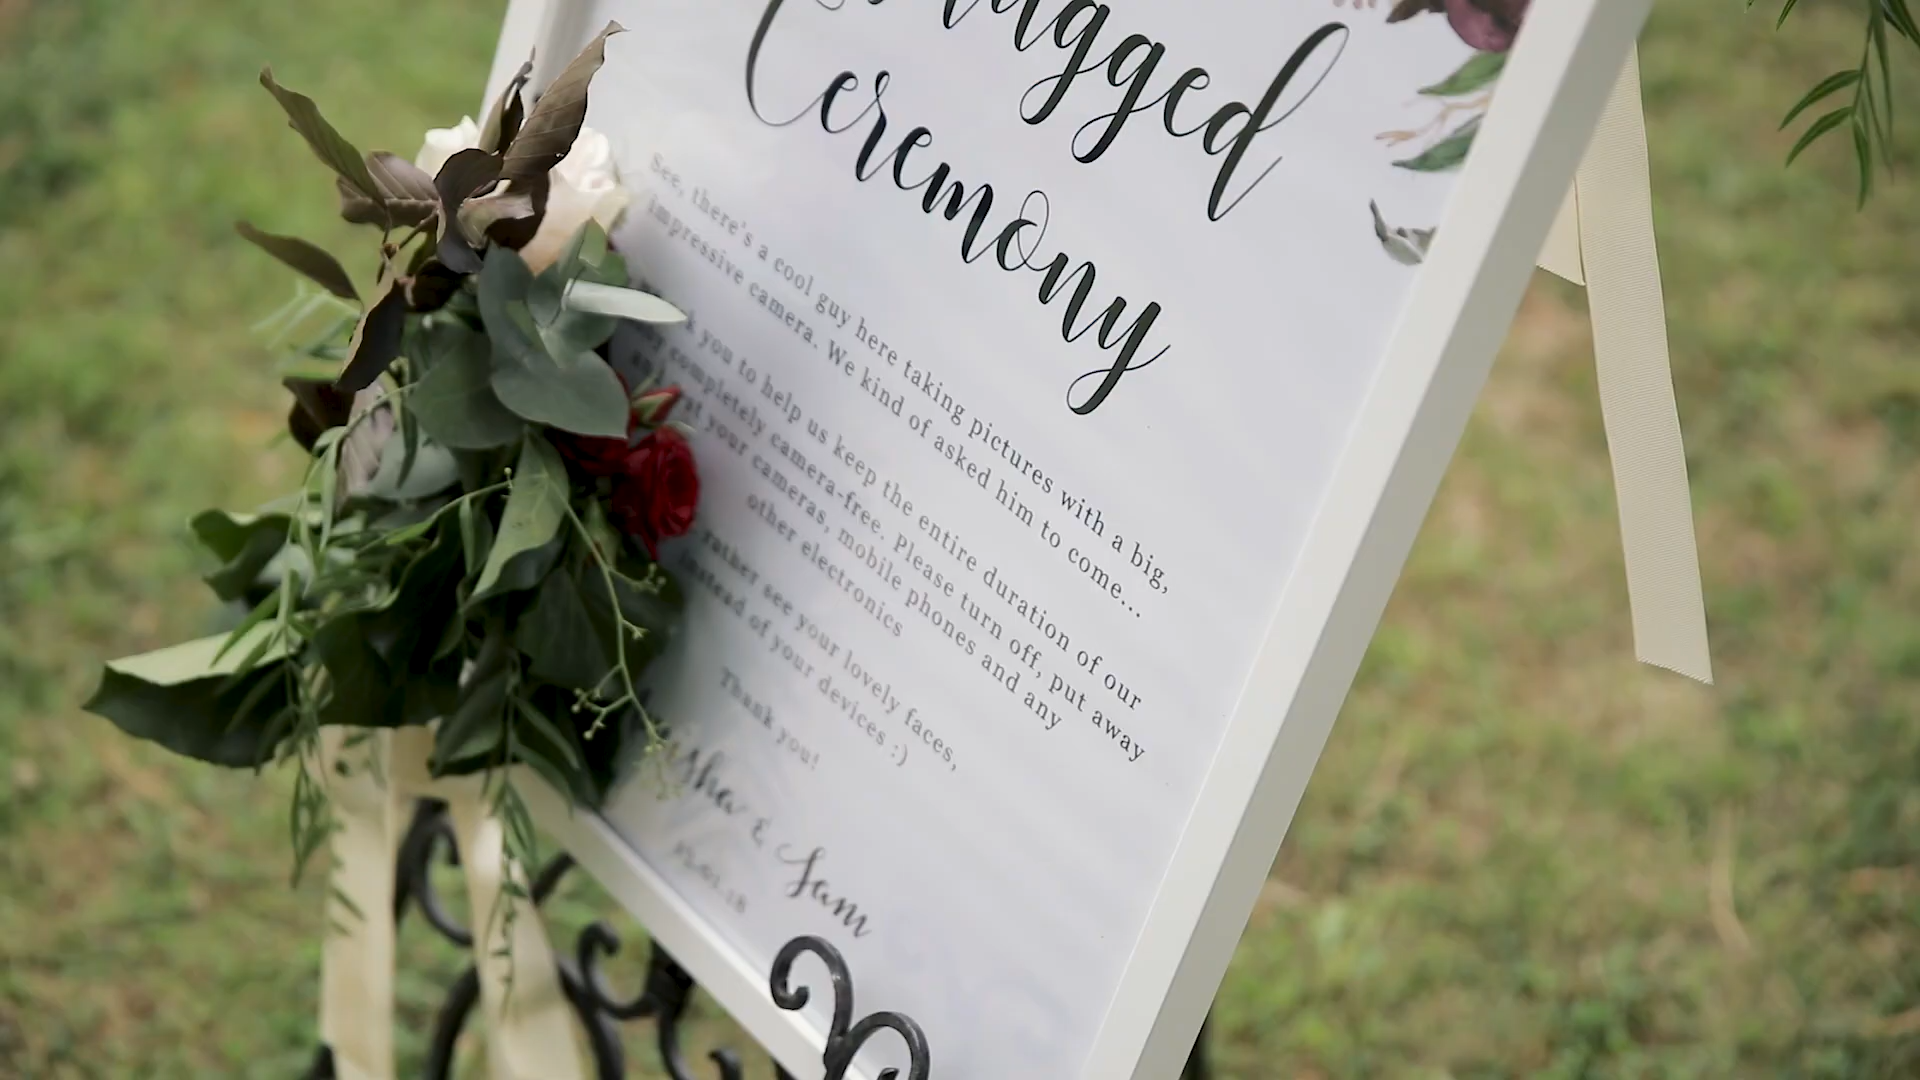 Ceremony
See, there's a cool guy here taking pictures with a big,
impressive camera. We kind of asked him to come...
you to help us keep the entire duration of our
completely camera-free. Please turn off, put away
your cameras, mobile phones and any
other electronics
rather see your lovely faces,
instead of your devices :)
Thank you!
& Sam